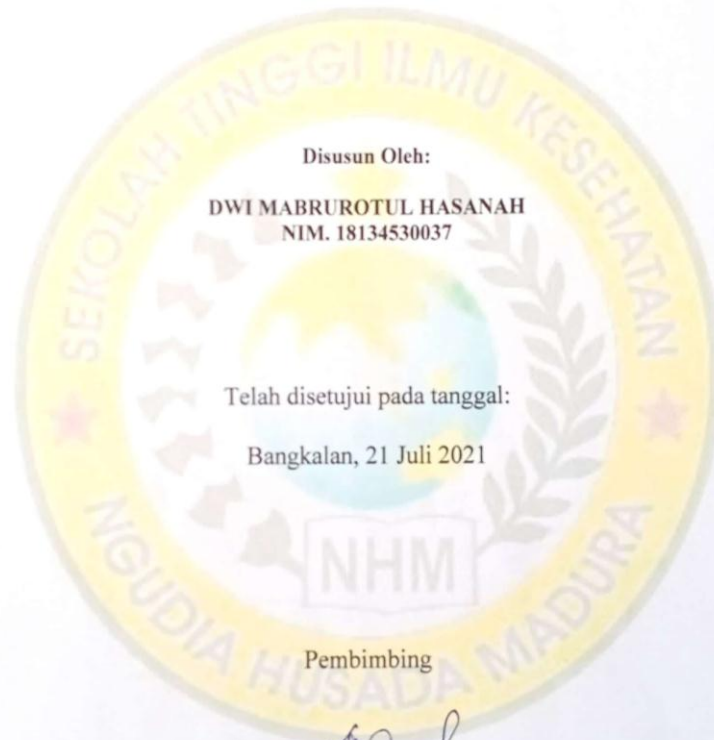 SEKOLAH TINGGI ILMU KESEHATAN
Disusun Oleh:
DWI MABRUROTUL HASANAH
NIM. 18134530037
Telah disetujui pada tanggal:
Bangkalan, 21 Juli 2021
NHM
NGUDIA HUSADA MADURA
Pembimbing